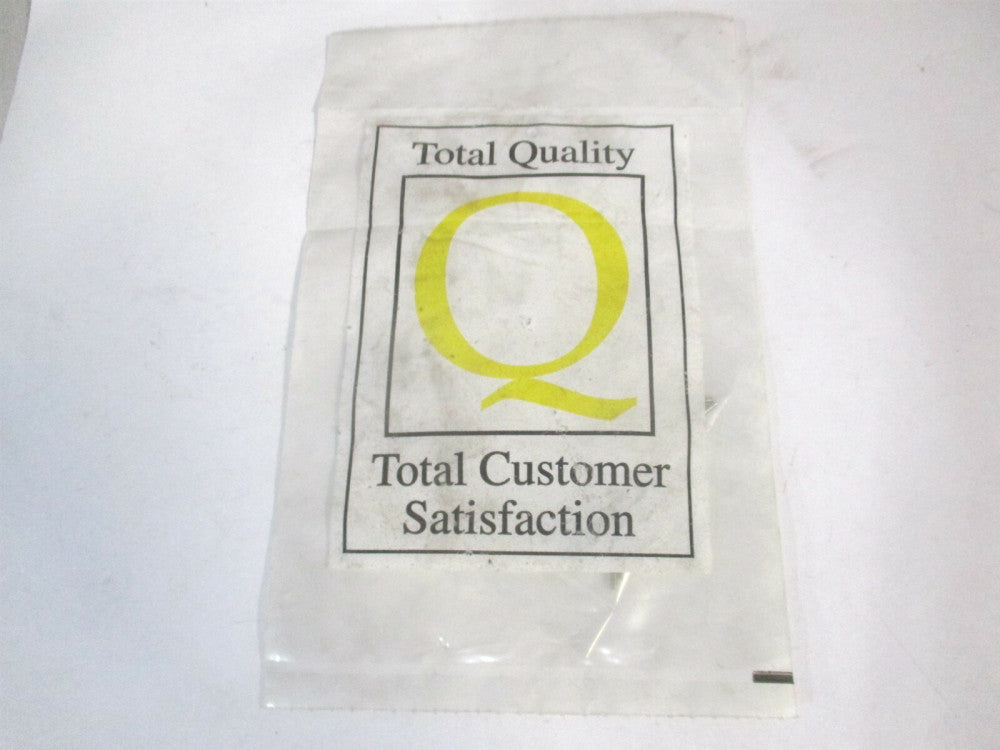 Total Quality
Q
Total Customer
Satisfaction